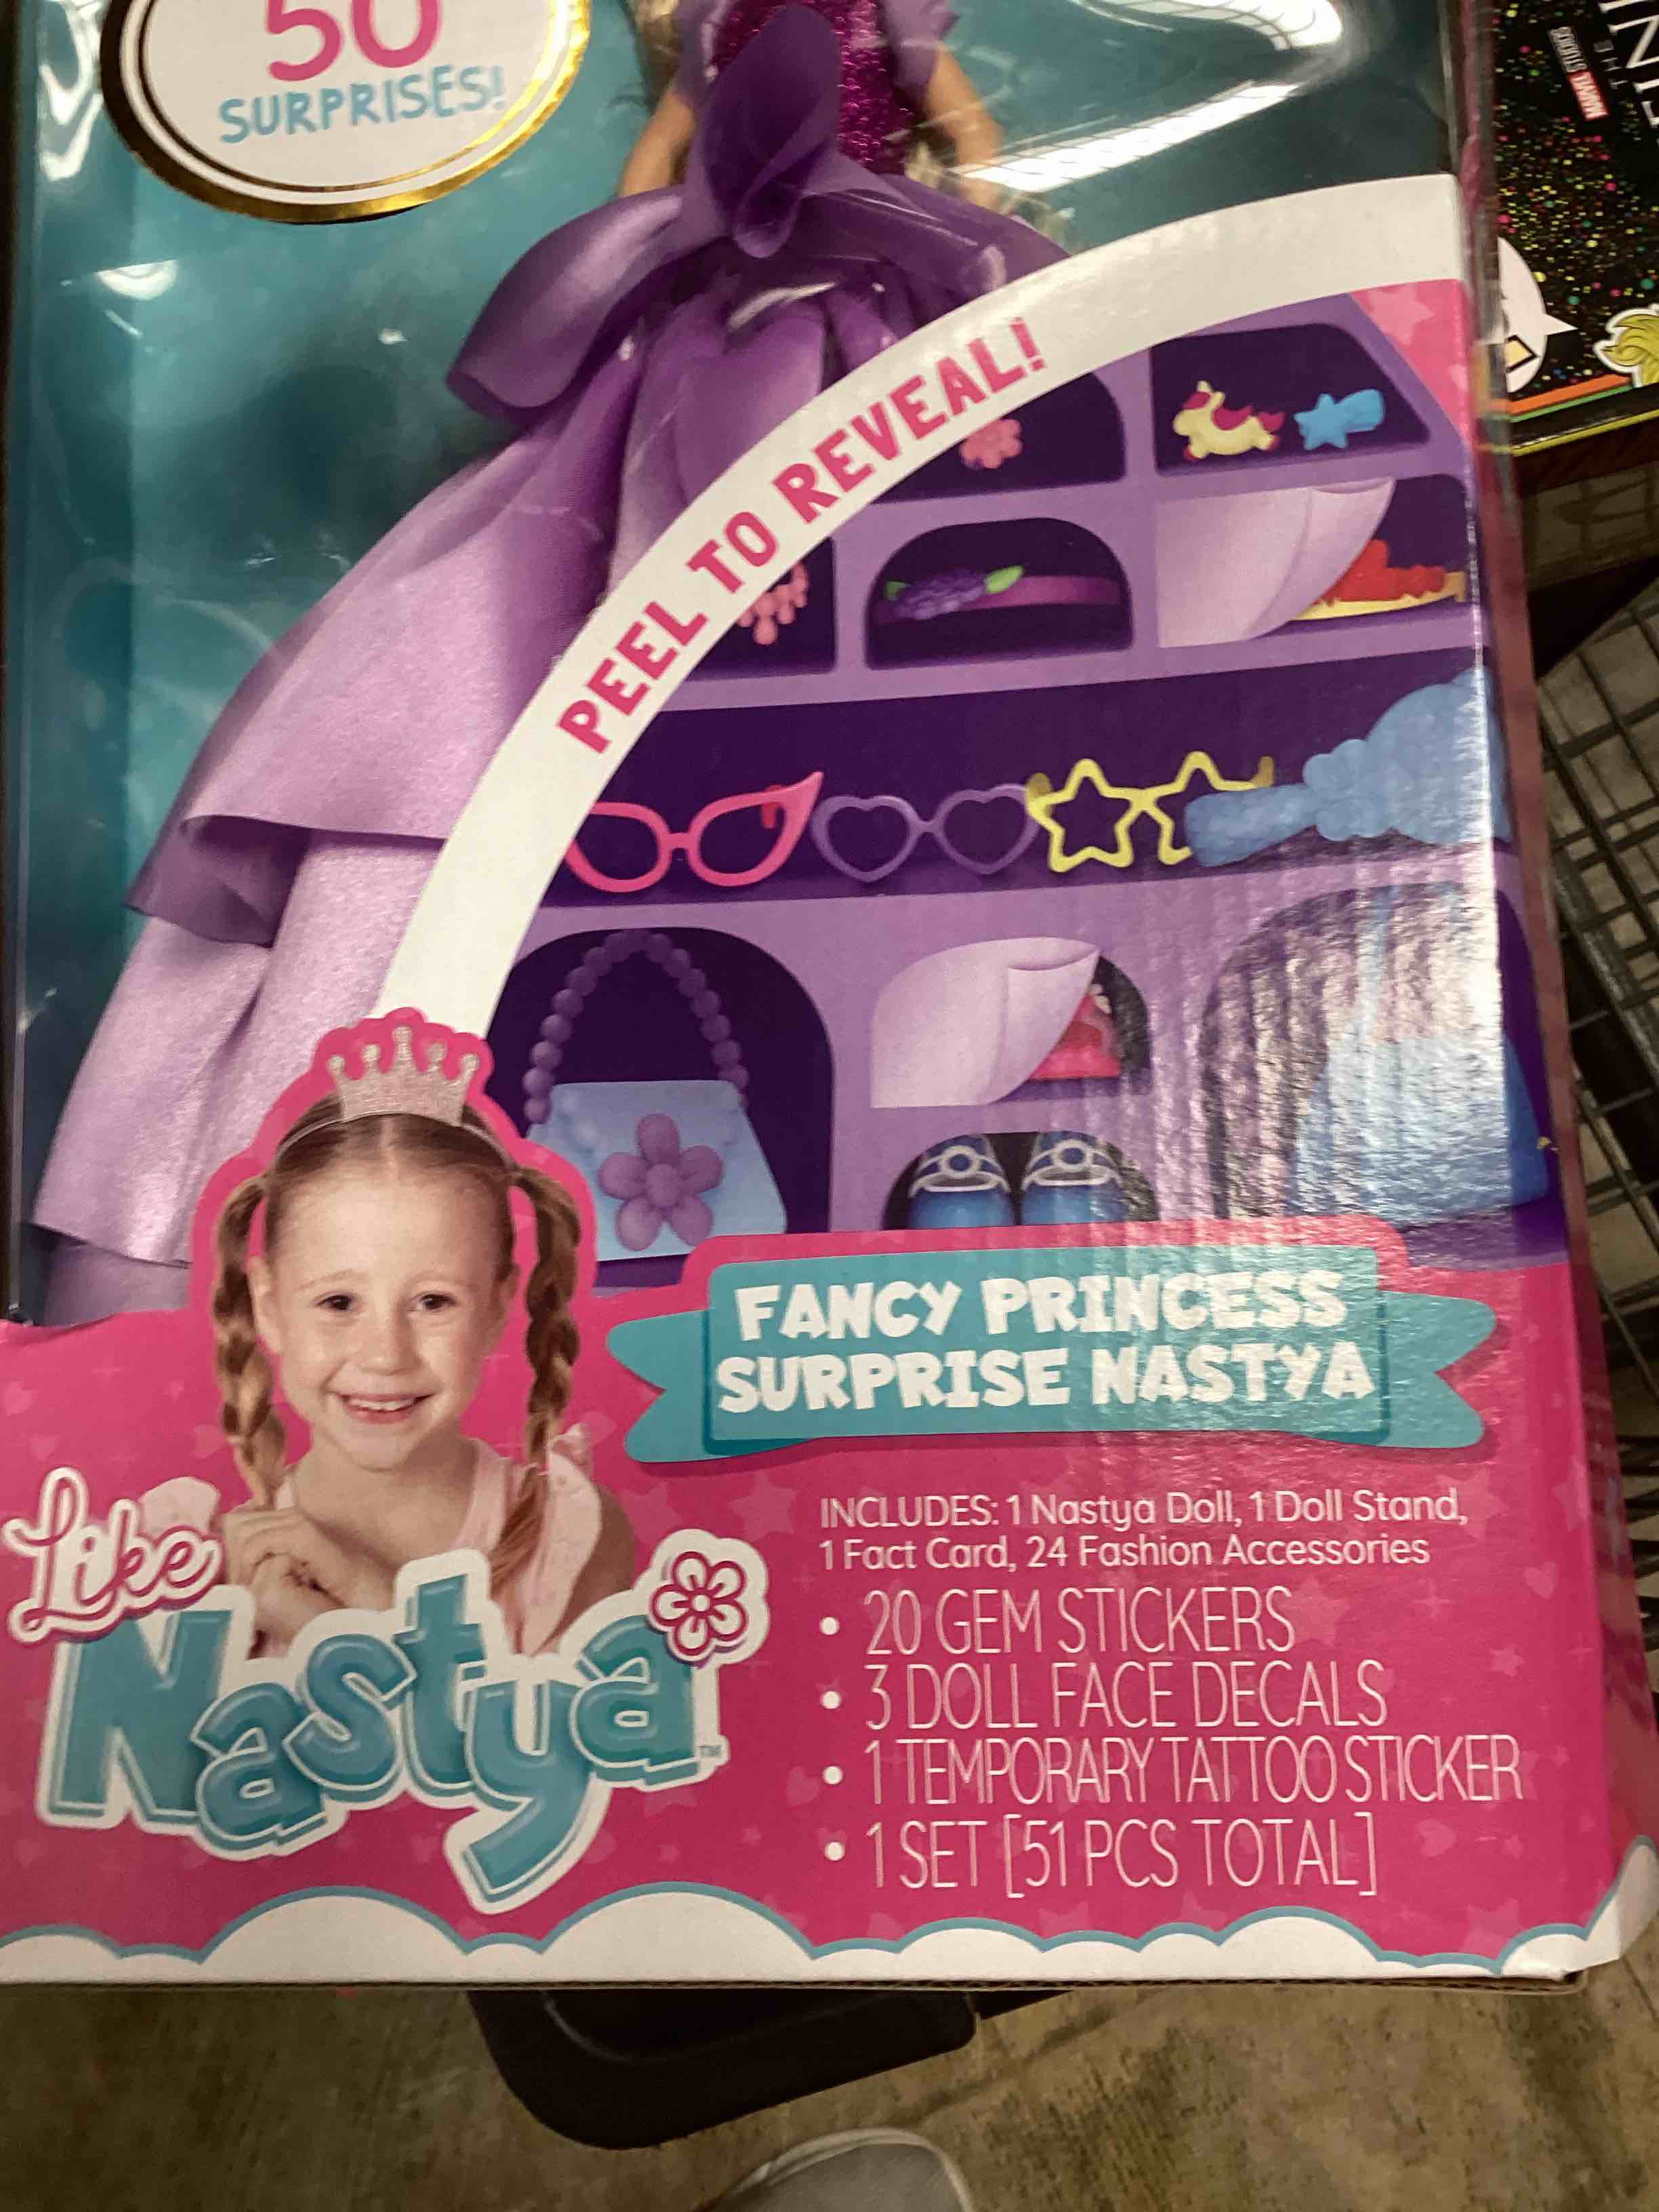 50
SURPRISES!
PEEL TO REVEAL!
FANCY PRINCESS
SURPRISE NASTYA
Like
Nastya™
INCLUDES: 1 Nastya Doll, 1 Doll Stand,
1 Fact Card, 24 Fashion Accessories
• 20 GEM STICKERS
• 3 DOLL FACE DECALS
• 1 TEMPORARY TATTOO STICKER
• 1 SET [51 PCS TOTAL]